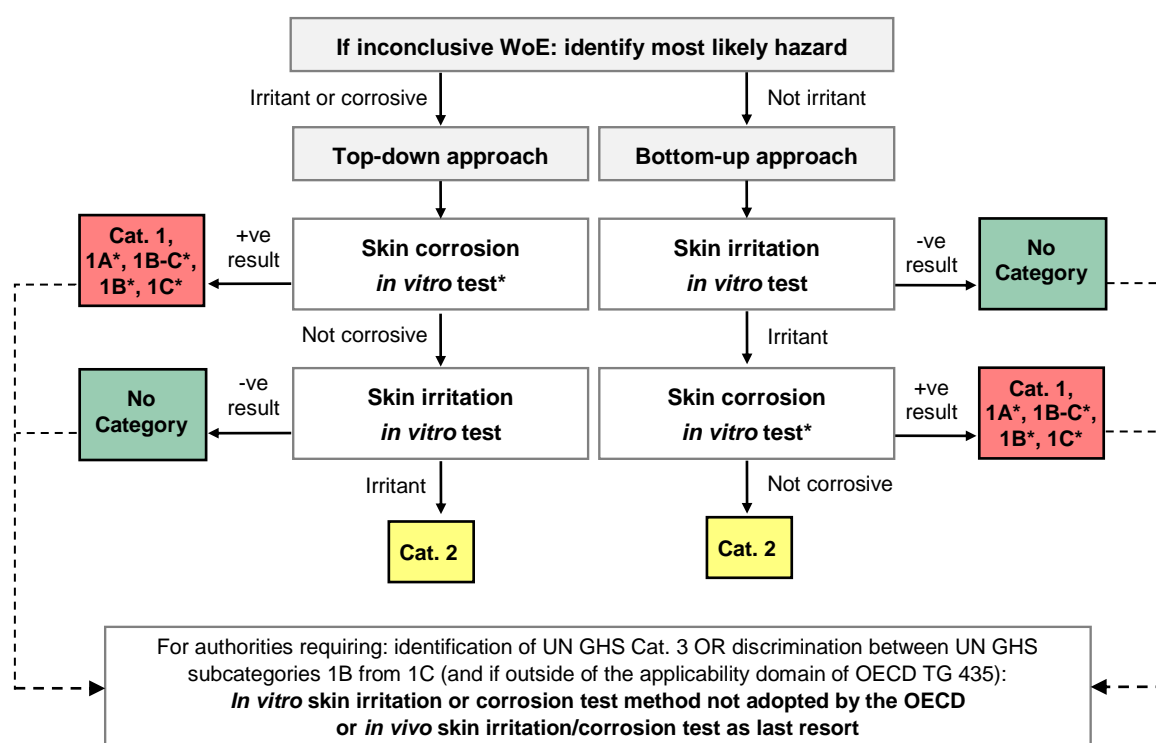 If inconclusive WoE: identify most likely hazard
Irritant or corrosive
Not irritant
Top-down approach
Bottom-up approach
Cat. 1,
1A*, 1B-C*,
1B*, 1C*
+ve
result
Skin corrosion
in vitro test*
Skin irritation
in vitro test
-ve
result
No
Category
Not corrosive
Irritant
No
Category
-ve
result
Skin irritation
in vitro test
Skin corrosion
in vitro test*
+ve
result
Cat. 1,
1A*, 1B-C*,
1B*, 1C*
Irritant
Not corrosive
Cat. 2
Cat. 2
For authorities requiring: identification of UN GHS Cat. 3 OR discrimination between UN GHS
subcategories 1B from 1C (and if outside of the applicability domain of OECD TG 435):
In vitro skin irritation or corrosion test method not adopted by the OECD
or in vivo skin irritation/corrosion test as last resort